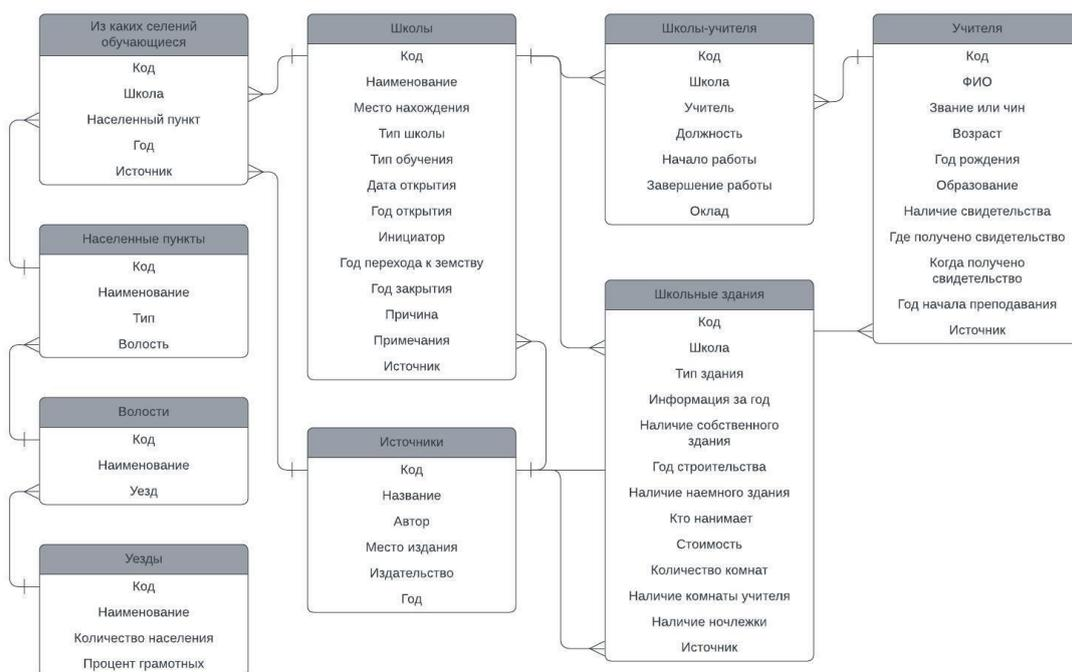 Из каких селений
обучающиеся
Код
Школа
Населенный пункт
Год
Источник
Населенные пункты
Код
Наименование
Тип
Волость
Волости
Код
Наименование
Уезд
Уезды
Код
Наименование
Количество населения
Процент грамотных
Школы
Код
Наименование
Место нахождения
Тип школы
Тип обучения
Дата открытия
Год открытия
Инициатор
Год перехода к земству
Год закрытия
Причина
Примечания
Источник
Источники
Код
Название
Автор
Место издания
Издательство
Год
Школы-учителя
Код
Школа
Учитель
Должность
Начало работы
Завершение работы
Оклад
Школьные здания
Код
Школа
Тип здания
Информация за год
Наличие собственного
здания
Год строительства
Наличие наемного здания
Кто нанимает
Стоимость
Количество комнат
Наличие комнаты учителя
Наличие ночлежки
Источник
Учителя
Код
ФИО
Звание или чин
Возраст
Год рождения
Образование
Наличие свидетельства
Где получено свидетельство
Когда получено
свидетельство
Год начала преподавания
Источник